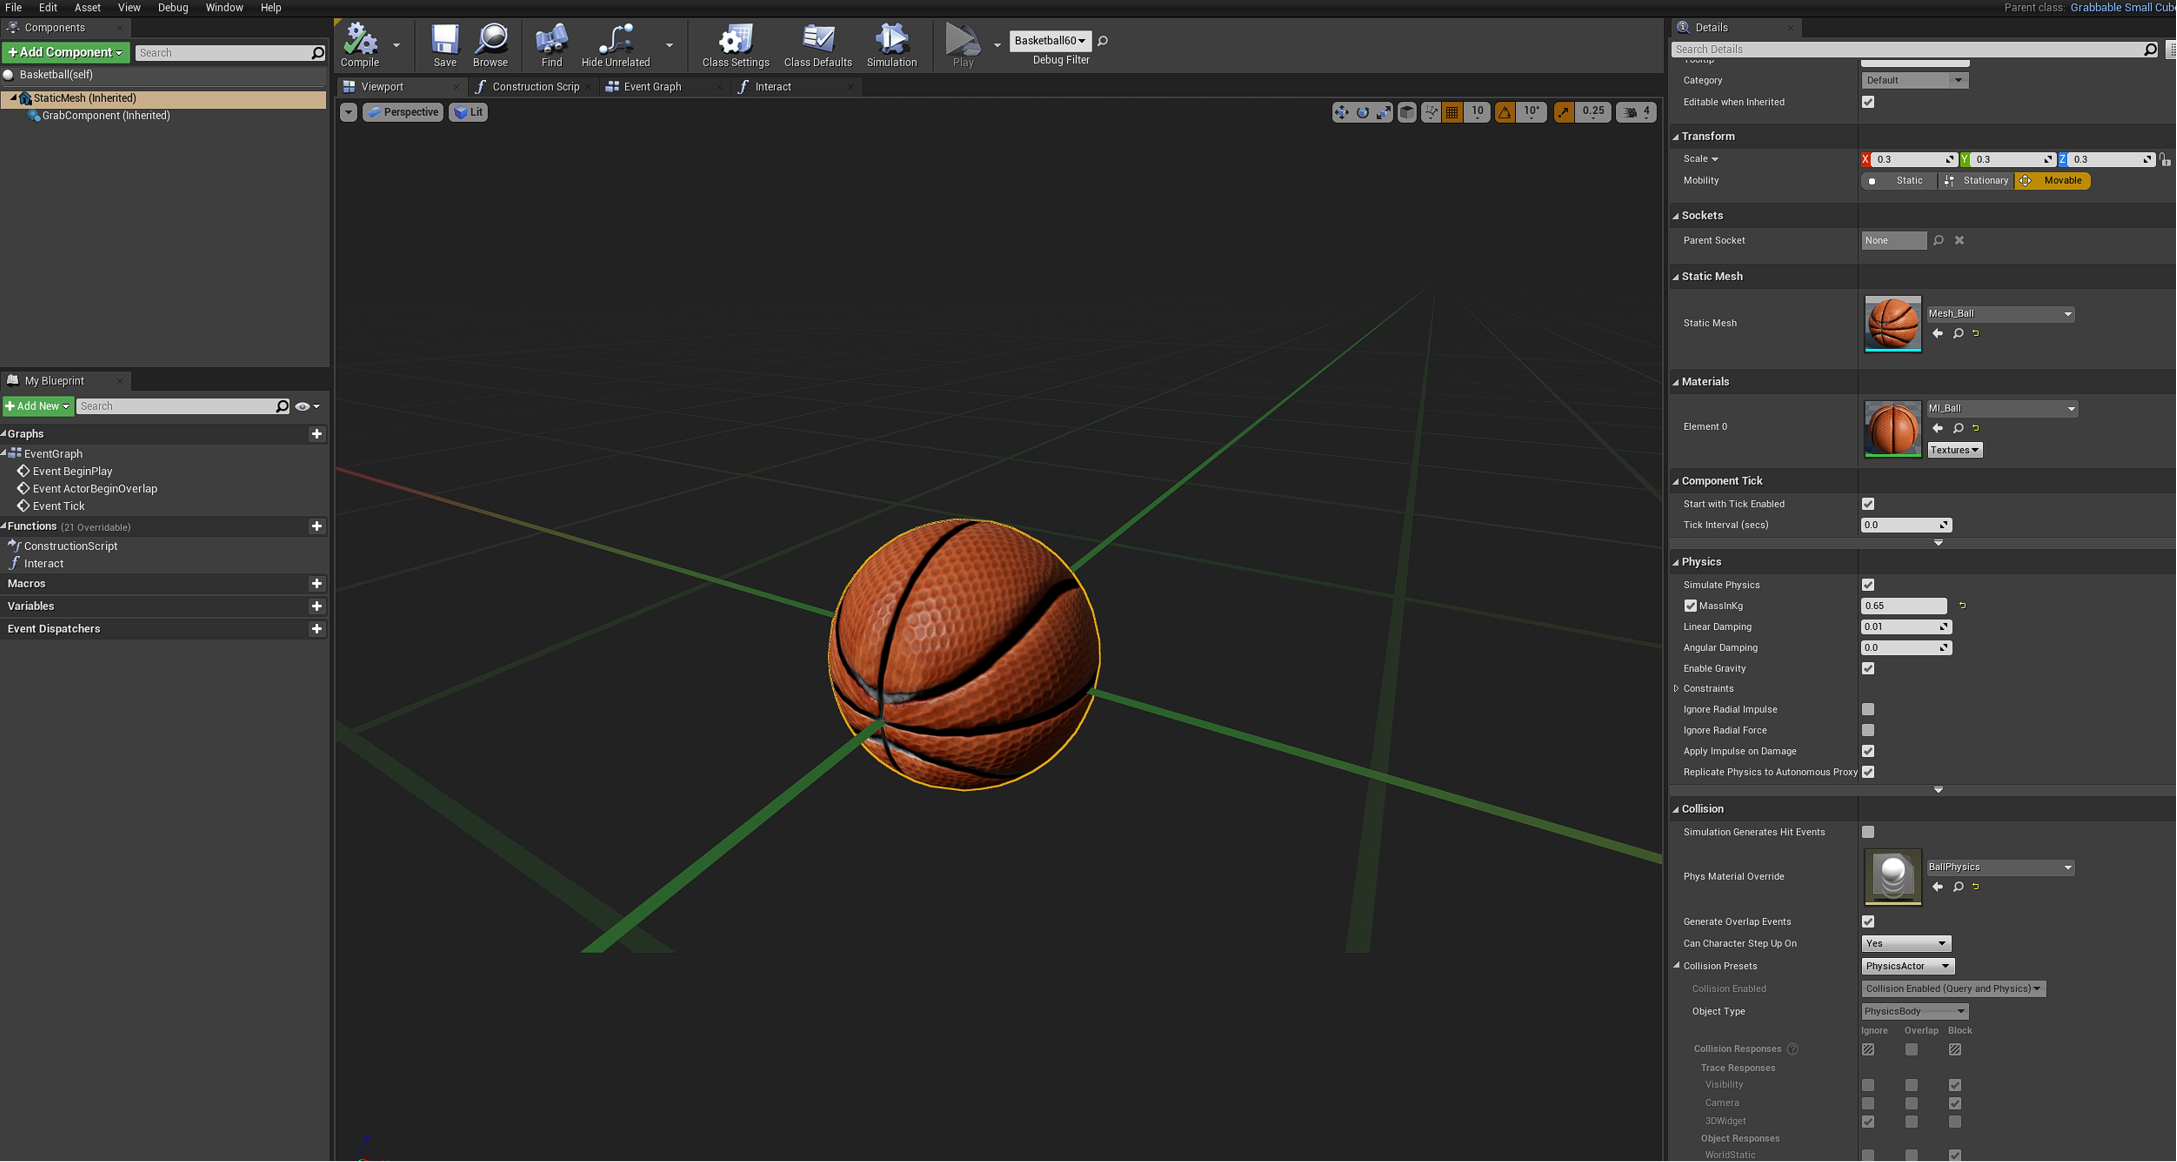 File Edit Asset View Debug Window Help
Parent class: Grabbable Small Cub
Components
+ Add Component
Search
Basketball(self)
StaticMesh (Inherited)
GrabComponent (Inherited)
My Blueprint
+ Add New
Search
Graphs
EventGraph
Event BeginPlay
Event ActorBeginOverlap
Event Tick
Functions (21 Overridable)
ConstructionScript
Interact
Macros
Variables
Event Dispatchers
Compile
Save
Browse
Find
Hide Unrelated
Class Settings
Class Defaults
Simulation
Play
Basketball60
Debug Filter
Viewport
Construction Scrip
Event Graph
Interact
Perspective
Lit
10
10°
0.25
4
Details
Search Details
Tooltip
Category Default
Editable when Inherited
Transform
Scale X 0.3 Y 0.3 Z 0.3
Mobility Static Stationary Movable
Sockets
Parent Socket None
Static Mesh
Static Mesh Mesh_Ball
Materials
Element 0 MI_Ball
Textures
Component Tick
Start with Tick Enabled
Tick Interval (secs) 0.0
Physics
Simulate Physics
MassInKg 0.65
Linear Damping 0.01
Angular Damping 0.0
Enable Gravity
Constraints
Ignore Radial Impulse
Ignore Radial Force
Apply Impulse on Damage
Replicate Physics to Autonomous Proxy
Collision
Simulation Generates Hit Events
Phys Material Override BallPhysics
Generate Overlap Events
Can Character Step Up On Yes
Collision Presets PhysicsActor
Collision Enabled Collision Enabled (Query and Physics)
Object Type PhysicsBody
Ignore Overlap Block
Collision Responses ?
Trace Responses
Visibility
Camera
3DWidget
Object Responses
WorldStatic